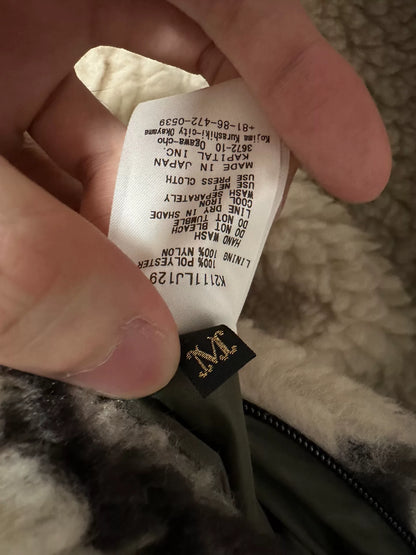 M
K2111LJ129
100% POLYESTER
LINING 100% NYLON
HAND WASH
DO NOT BLEACH
DO NOT TUMBLE
LINE DRY IN SHADE
COOL IRON
WASH SEPARATELY
USE NET
USE PRESS CLOTH
MADE IN JAPAN
KAPITAL INC.
3672-10 Ogawa-cho
Kojima Kurashiki-city Okayama
+81-86-472-0539